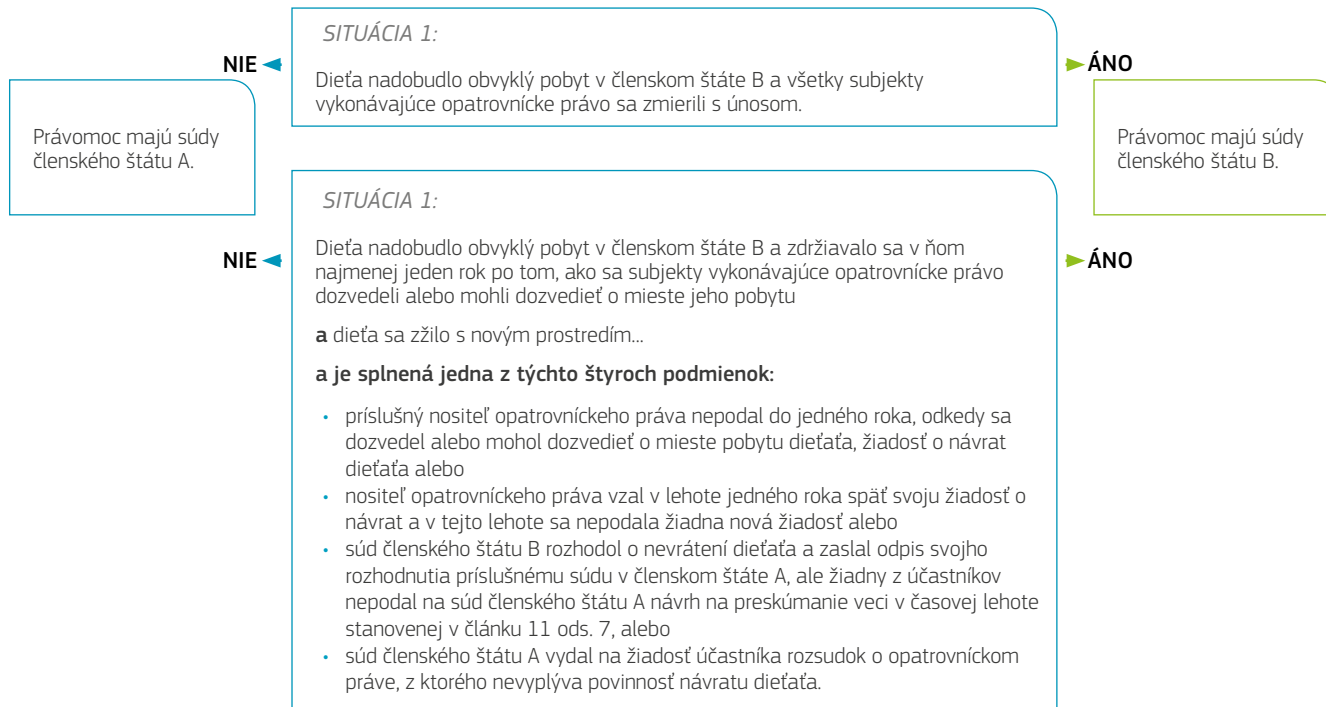 SITUÁCIA 1:
NIE
ÁNO
Dieťa nadobudlo obvyklý pobyt v členskom štáte B a všetky subjekty
vykonávajúce opatrovnícke právo sa zmierili s únosom.
Právomoc majú súdy
členského štátu A.
Právomoc majú súdy
členského štátu B.
SITUÁCIA 1:
NIE
ÁNO
Dieťa nadobudlo obvyklý pobyt v členskom štáte B a zdržiavalo sa v ňom
najmenej jeden rok po tom, ako sa subjekty vykonávajúce opatrovnícke právo
dozvedeli alebo mohli dozvedieť o mieste jeho pobytu
a dieťa sa zžilo s novým prostredím...
a je splnená jedna z týchto štyroch podmienok:
• príslušný nositeľ opatrovníckeho práva nepodal do jedného roka, odkedy sa
dozvedel alebo mohol dozvedieť o mieste pobytu dieťaťa, žiadosť o návrat
dieťaťa alebo
• nositeľ opatrovníckeho práva vzal v lehote jedného roka späť svoju žiadosť o
návrat a v tejto lehote sa nepodala žiadna nová žiadosť alebo
• súd členského štátu B rozhodol o nevrátení dieťaťa a zaslal odpis svojho
rozhodnutia príslušnému súdu v členskom štáte A, ale žiadny z účastníkov
nepodal na súd členského štátu A návrh na preskúmanie veci v časovej lehote
stanovenej v článku 11 ods. 7, alebo
• súd členského štátu A vydal na žiadosť účastníka rozsudok o opatrovníckom
práve, z ktorého nevyplýva povinnosť návratu dieťaťa.